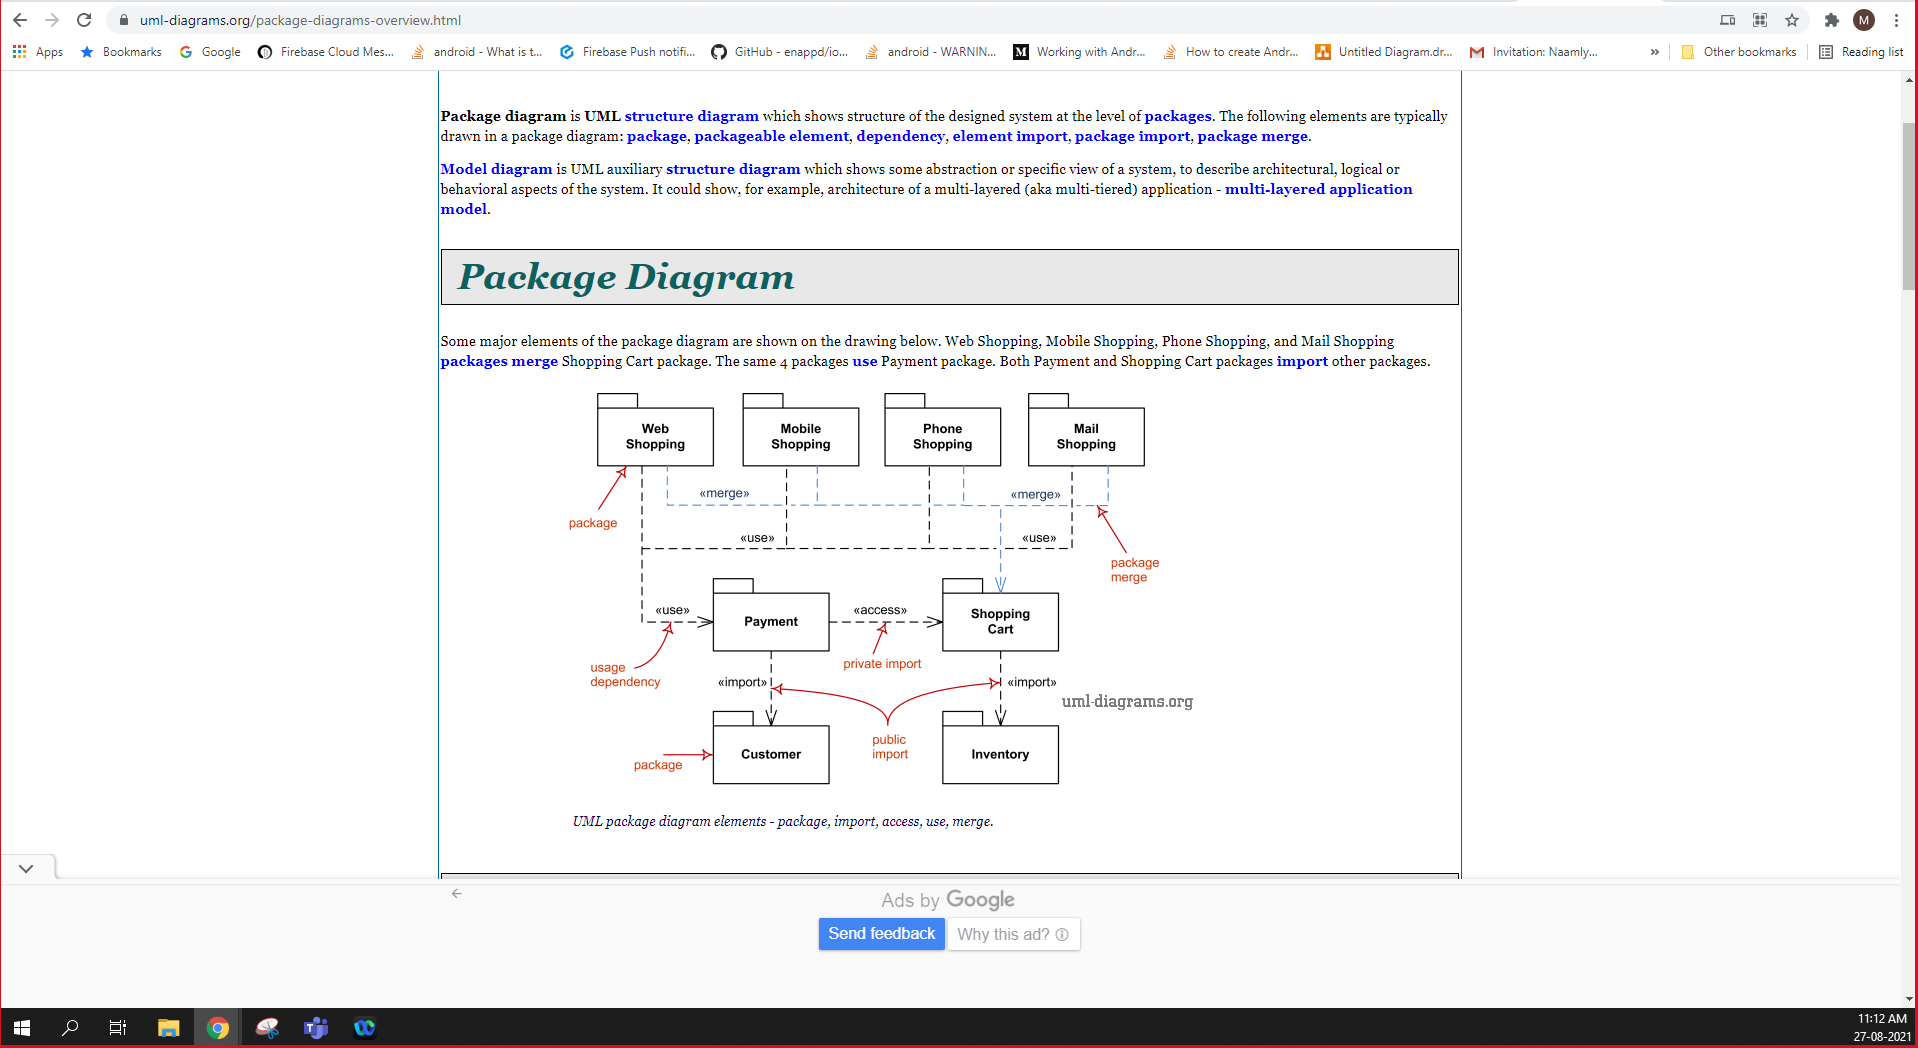 uml-diagrams.org/package-diagrams-overview.html
M
Apps Bookmarks Google Firebase Cloud Mes... android - What is t... Firebase Push notifi... GitHub - enappd/io... android - WARNIN... M Working with Andr... How to create Andr... Untitled Diagram.dr... Invitation: Naamly... » Other bookmarks Reading list
Package diagram is UML structure diagram which shows structure of the designed system at the level of packages. The following elements are typically
drawn in a package diagram: package, packageable element, dependency, element import, package import, package merge.
Model diagram is UML auxiliary structure diagram which shows some abstraction or specific view of a system, to describe architectural, logical or
behavioral aspects of the system. It could show, for example, architecture of a multi-layered (aka multi-tiered) application - multi-layered application
model.
Package Diagram
Some major elements of the package diagram are shown on the drawing below. Web Shopping, Mobile Shopping, Phone Shopping, and Mail Shopping
packages merge Shopping Cart package. The same 4 packages use Payment package. Both Payment and Shopping Cart packages import other packages.
Web
Shopping
Mobile
Shopping
Phone
Shopping
Mail
Shopping
«merge» «merge»
package
«use» «use»
package
merge
«use» «access»
Payment
Shopping
Cart
usage
dependency
private import
«import» «import»
uml-diagrams.org
public
import
Customer
Inventory
package
UML package diagram elements - package, import, access, use, merge.
Ads by Google
Send feedback Why this ad?
11:12 AM
27-08-2021